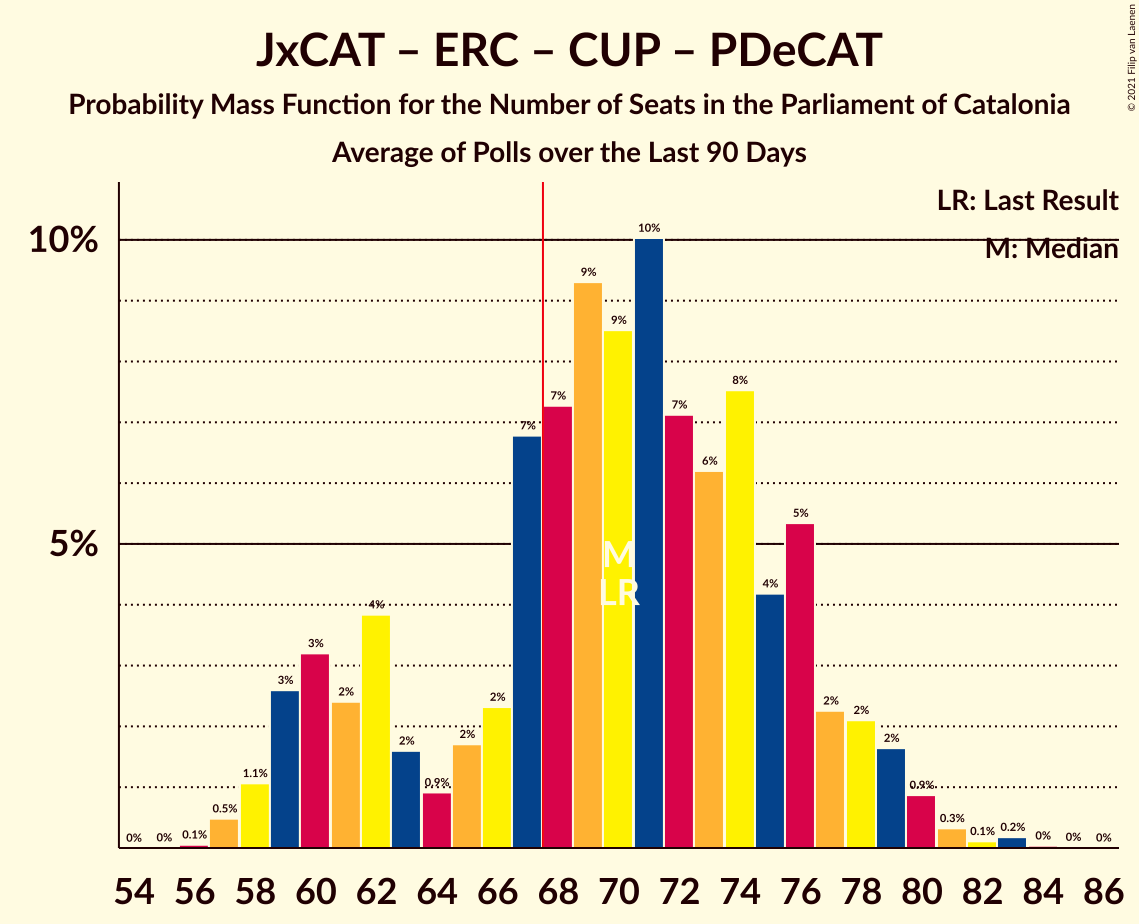 JxCAT – ERC – CUP – PDeCAT
Probability Mass Function for the Number of Seats in the Parliament of Catalonia
Average of Polls over the Last 90 Days
© 2021 Filip van Laenen
LR: Last Result
M: Median
10%
5%
0% 0% 0.1% 0.5% 1.1% 3% 3% 2% 4% 2% 0.9% 2% 2% 7% 7% 9% 9% 10% 7% 6% 8% 4% 5% 2% 2% 2% 0.9% 0.3% 0.1% 0.2% 0% 0% 0%
M
LR
54 56 58 60 62 64 66 68 70 72 74 76 78 80 82 84 86